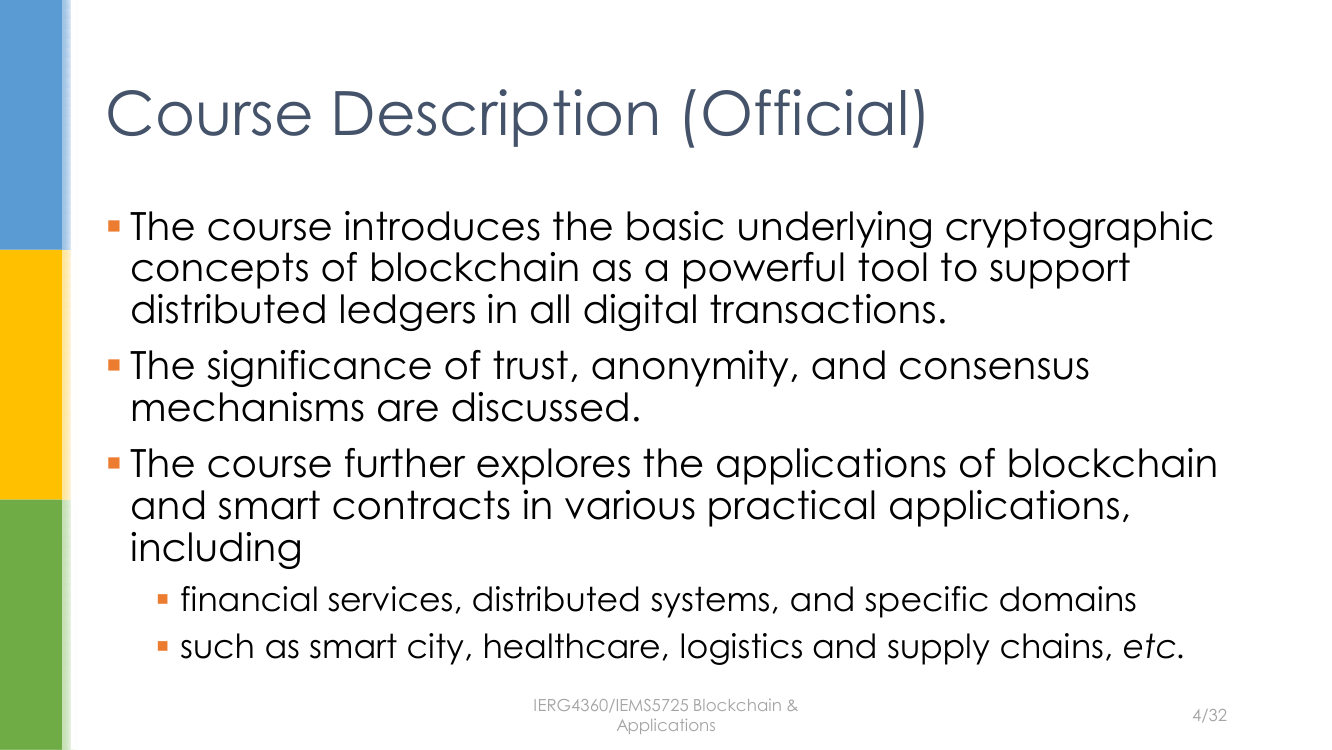 Course Description (Official)
▪ The course introduces the basic underlying cryptographic
concepts of blockchain as a powerful tool to support
distributed ledgers in all digital transactions.
▪ The significance of trust, anonymity, and consensus
mechanisms are discussed.
▪ The course further explores the applications of blockchain
and smart contracts in various practical applications,
including
▪ financial services, distributed systems, and specific domains
▪ such as smart city, healthcare, logistics and supply chains, etc.
IERG4360/IEMS5725 Blockchain &
Applications
4/32